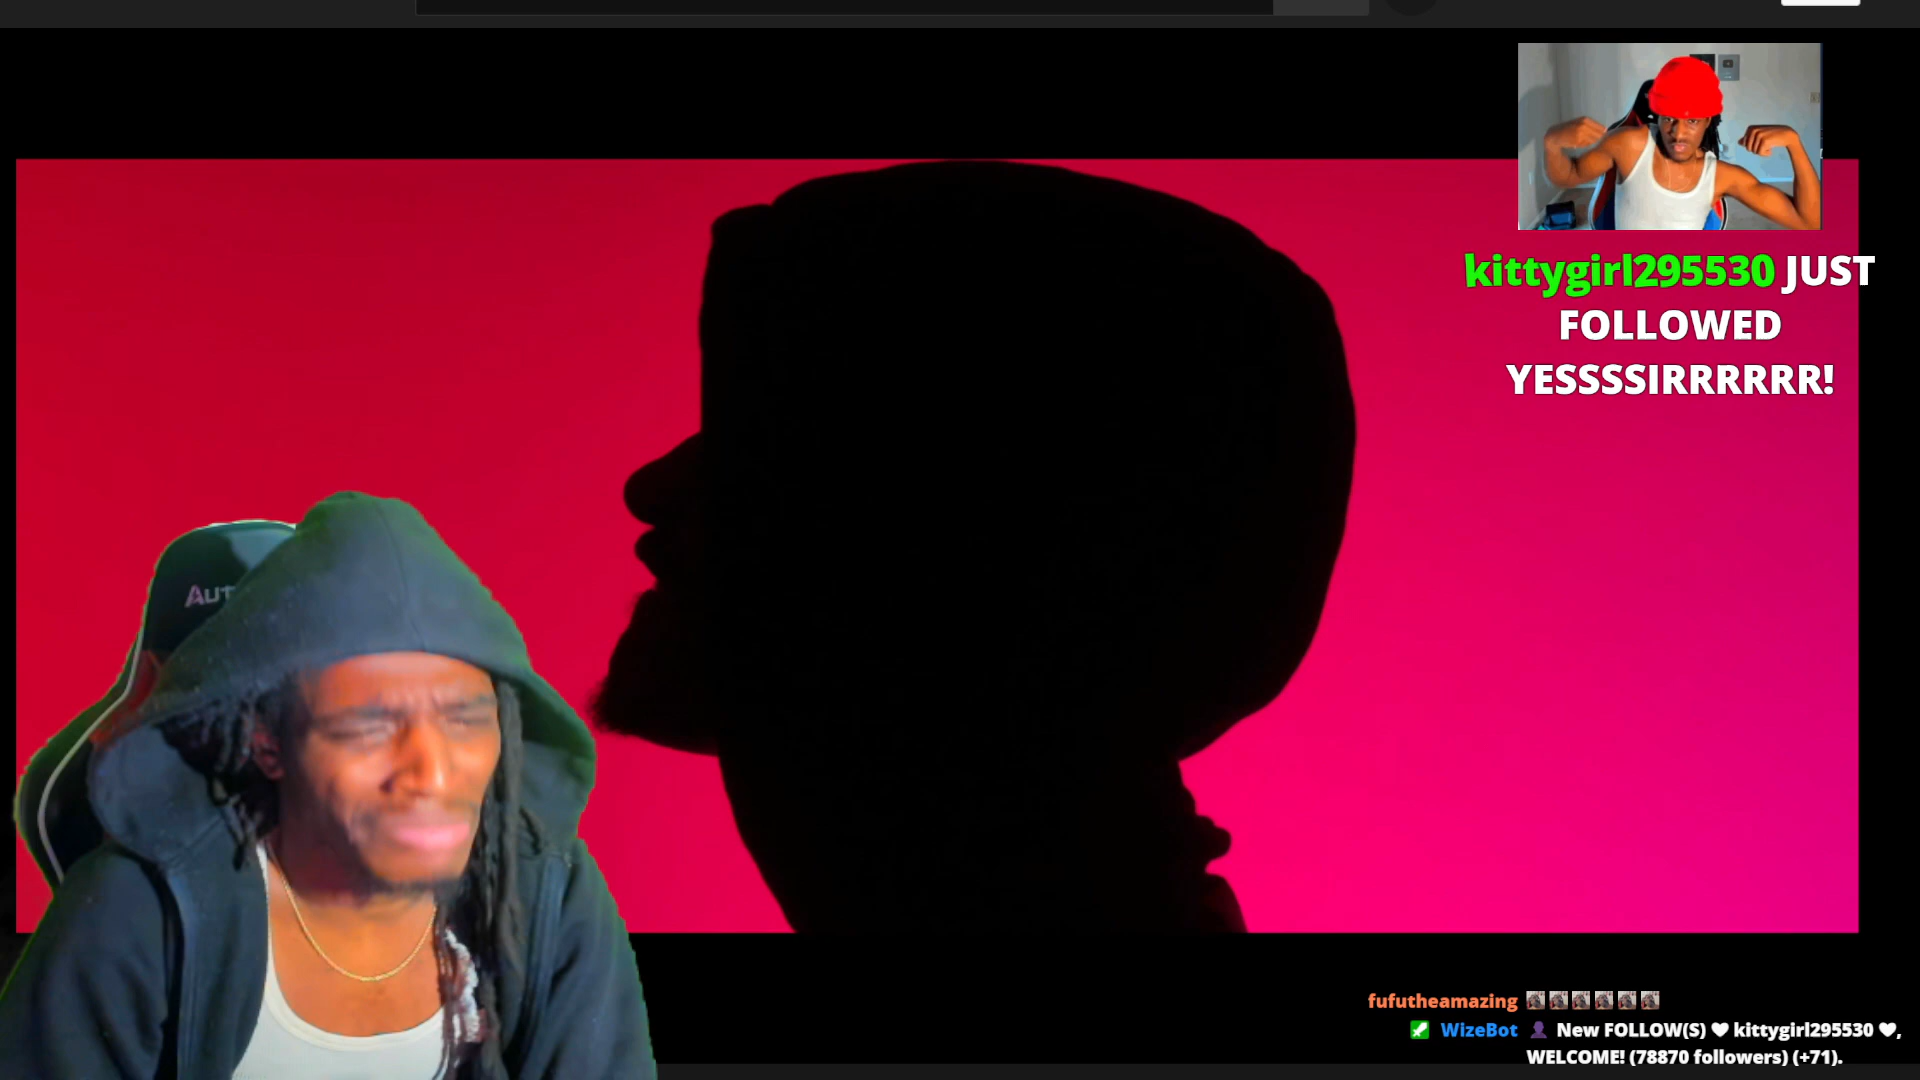 kittygirl295530 JUST
FOLLOWED
YESSSSIRRRRRR!
AUT
fufutheamazing
WizeBot New FOLLOW(S) ♥ kittygirl295530 ♥,
WELCOME! (78870 followers) (+71).